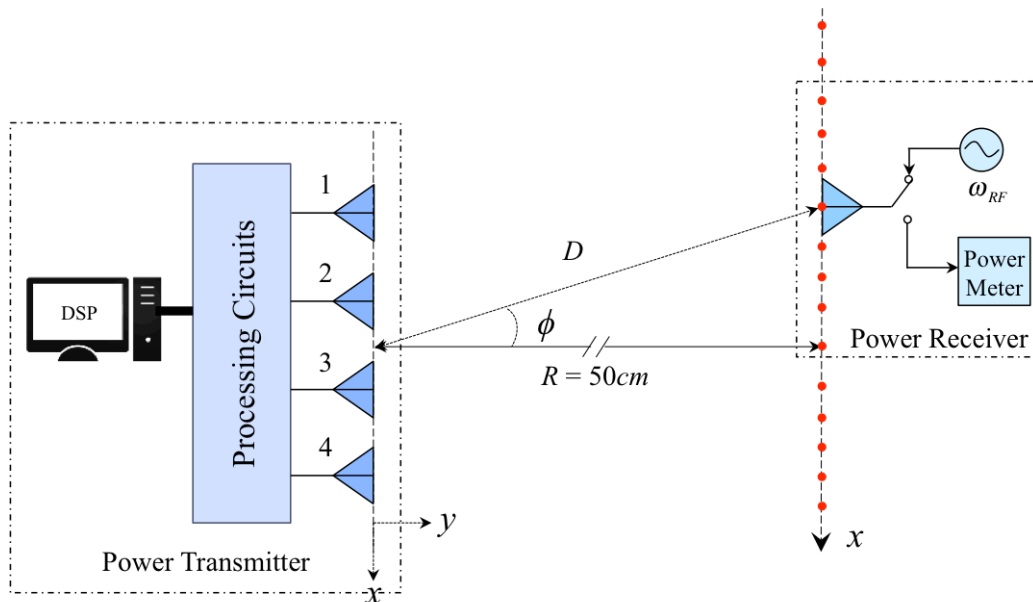 DSP
Processing Circuits
1
2
3
4
y
x
Power Transmitter
D
ϕ
R = 50cm
ω_RF
Power
Meter
Power Receiver
x